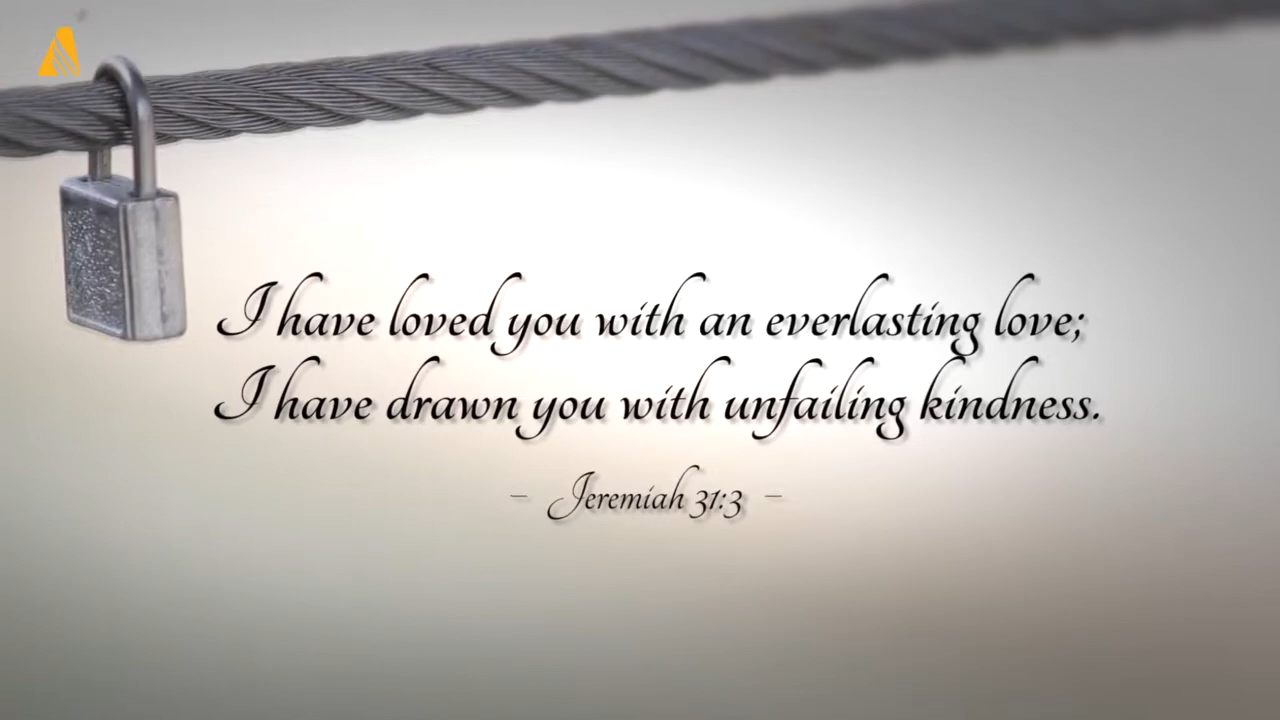 I have loved you with an everlasting love;
I have drawn you with unfailing kindness.
– Jeremiah 31:3 –